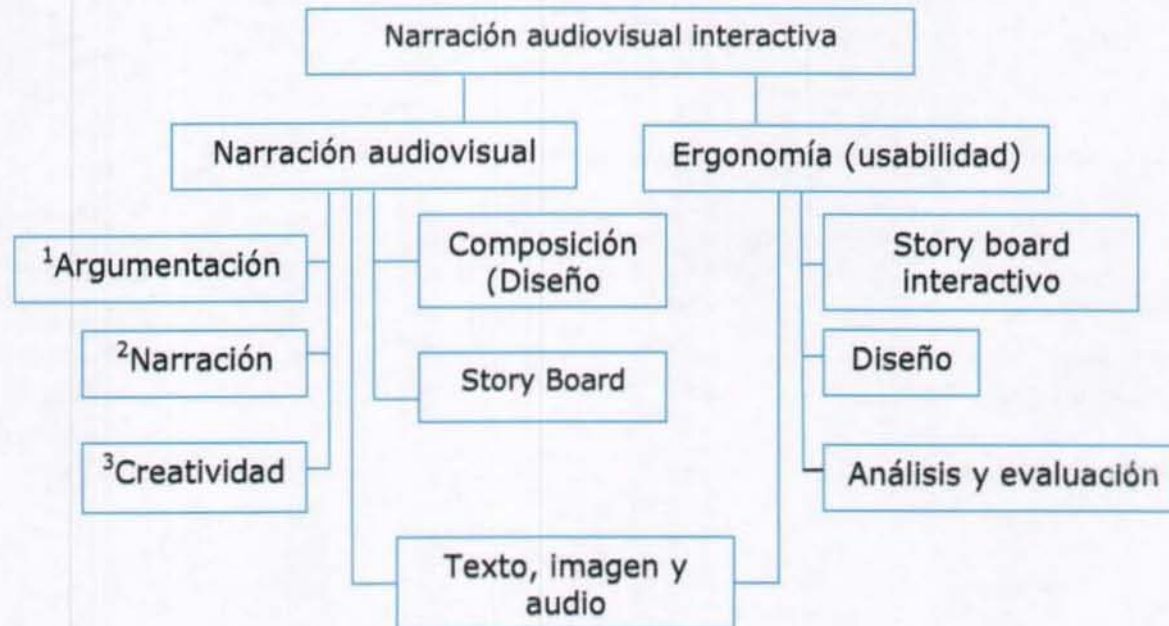 Narración audiovisual interactiva
Narración audiovisual
Ergonomía (usabilidad)
¹Argumentación
Composición
(Diseño
Story board
interactivo
²Narración
Story Board
Diseño
³Creatividad
Análisis y evaluación
Texto, imagen y
audio